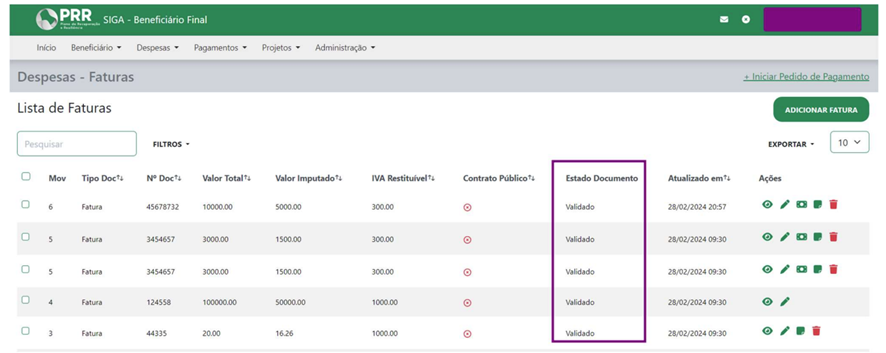 PRR SIGA - Beneficiário Final
Plano de Recuperação
e Resiliência
Início Beneficiário Despesas Pagamentos Projetos Administração
Despesas - Faturas + Iniciar Pedido de Pagamento
Lista de Faturas ADICIONAR FATURA
Pesquisar FILTROS EXPORTAR 10
Mov Tipo Doc↑↓ Nº Doc↑↓ Valor Total↑↓ Valor Imputado↑↓ IVA Restituível↑↓ Contrato Público↑↓ Estado Documento Atualizado em↑↓ Ações
6 Fatura 45678732 10000.00 5000.00 300.00 Validado 28/02/2024 20:57
5 Fatura 3454657 3000.00 1500.00 300.00 Validado 28/02/2024 09:30
5 Fatura 3454657 3000.00 1500.00 300.00 Validado 28/02/2024 09:30
4 Fatura 124558 100000.00 50000.00 1000.00 Validado 28/02/2024 09:30
3 Fatura 44335 20.00 16.26 1000.00 Validado 28/02/2024 09:30